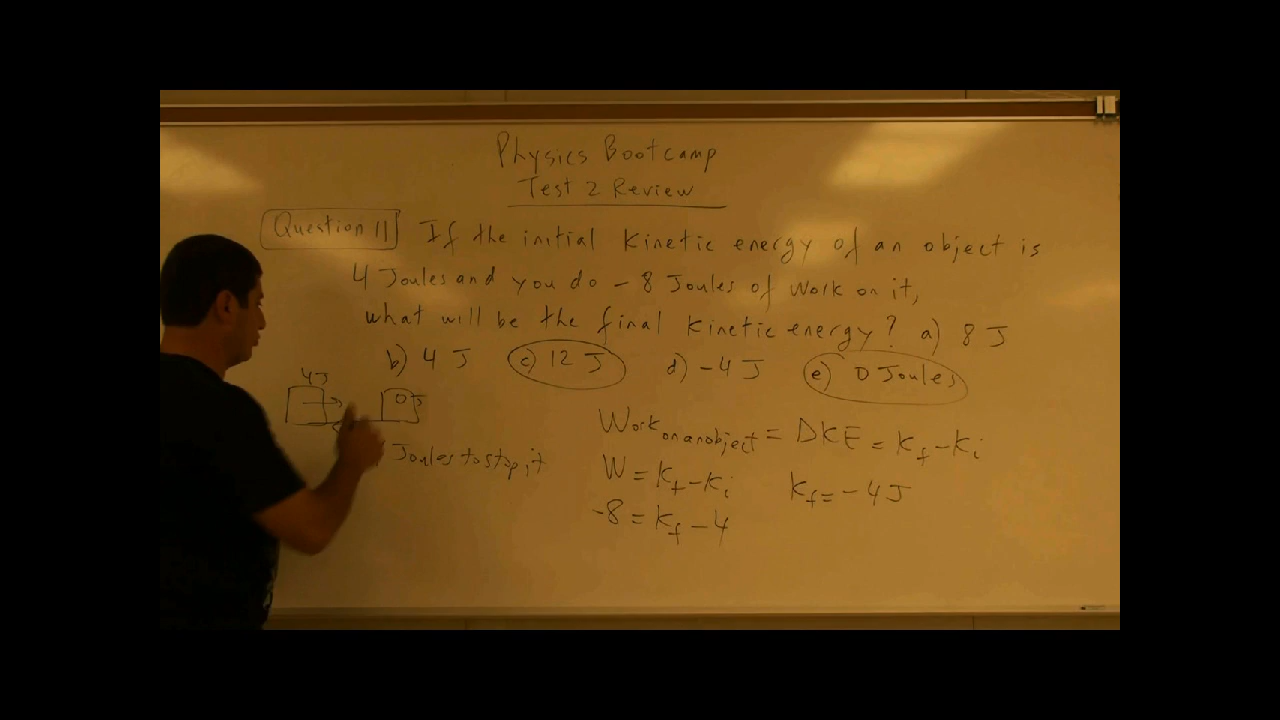 Physics Bootcamp
Test 2 Review
Question 11 If the initial Kinetic energy of an object is
4 Joules and you do -8 Joules of Work on it,
what will be the final Kinetic energy? a) 8 J
b) 4 J c) 12 J d) -4 J e) 0 Joules
4J
0J
Joules to stop it
Work on an object = DKE = Kf - Ki
W = Kf - Ki
Kf = -4J
-8 = Kf - 4